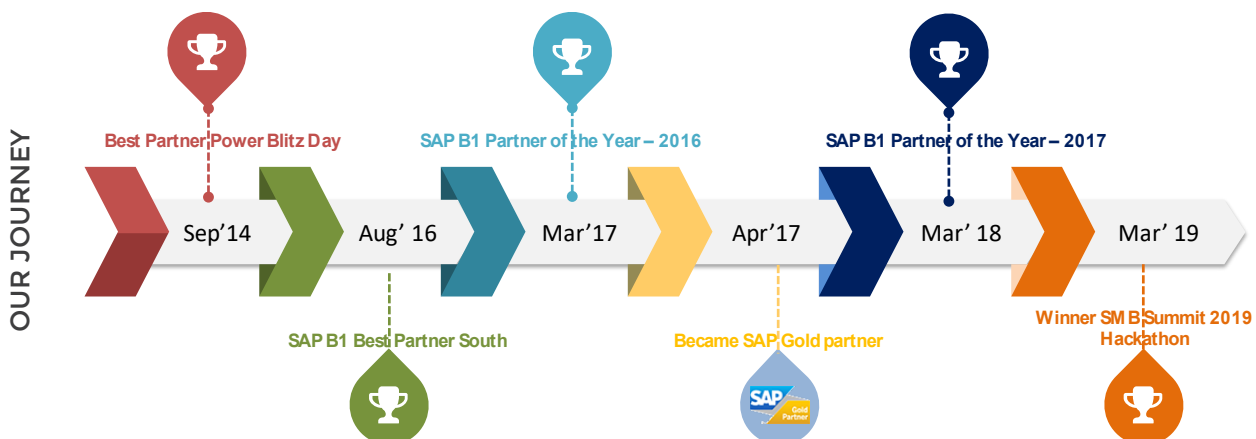 OUR JOURNEY
Best Partner Power Blitz Day
SAP B1 Partner of the Year – 2016
SAP B1 Partner of the Year – 2017
Sep'14
Aug' 16
Mar'17
Apr'17
Mar' 18
Mar' 19
SAP B1 Best Partner South
Became SAP Gold partner
Winner SMB Summit 2019
Hackathon
SAP
Gold
Partner